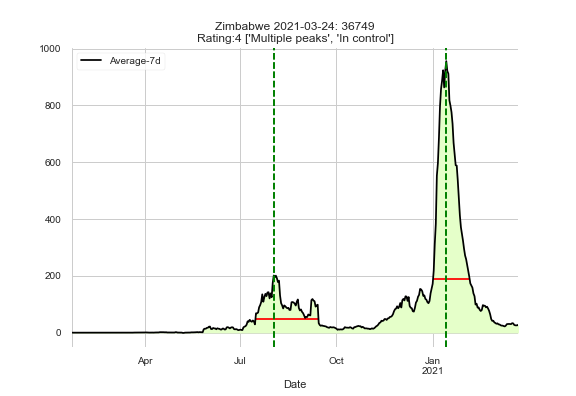 Zimbabwe 2021-03-24: 36749
Rating:4 ['Multiple peaks', 'In control']
Average-7d
1000
800
600
400
200
0
Apr
Jul
Oct
Jan
2021
Date